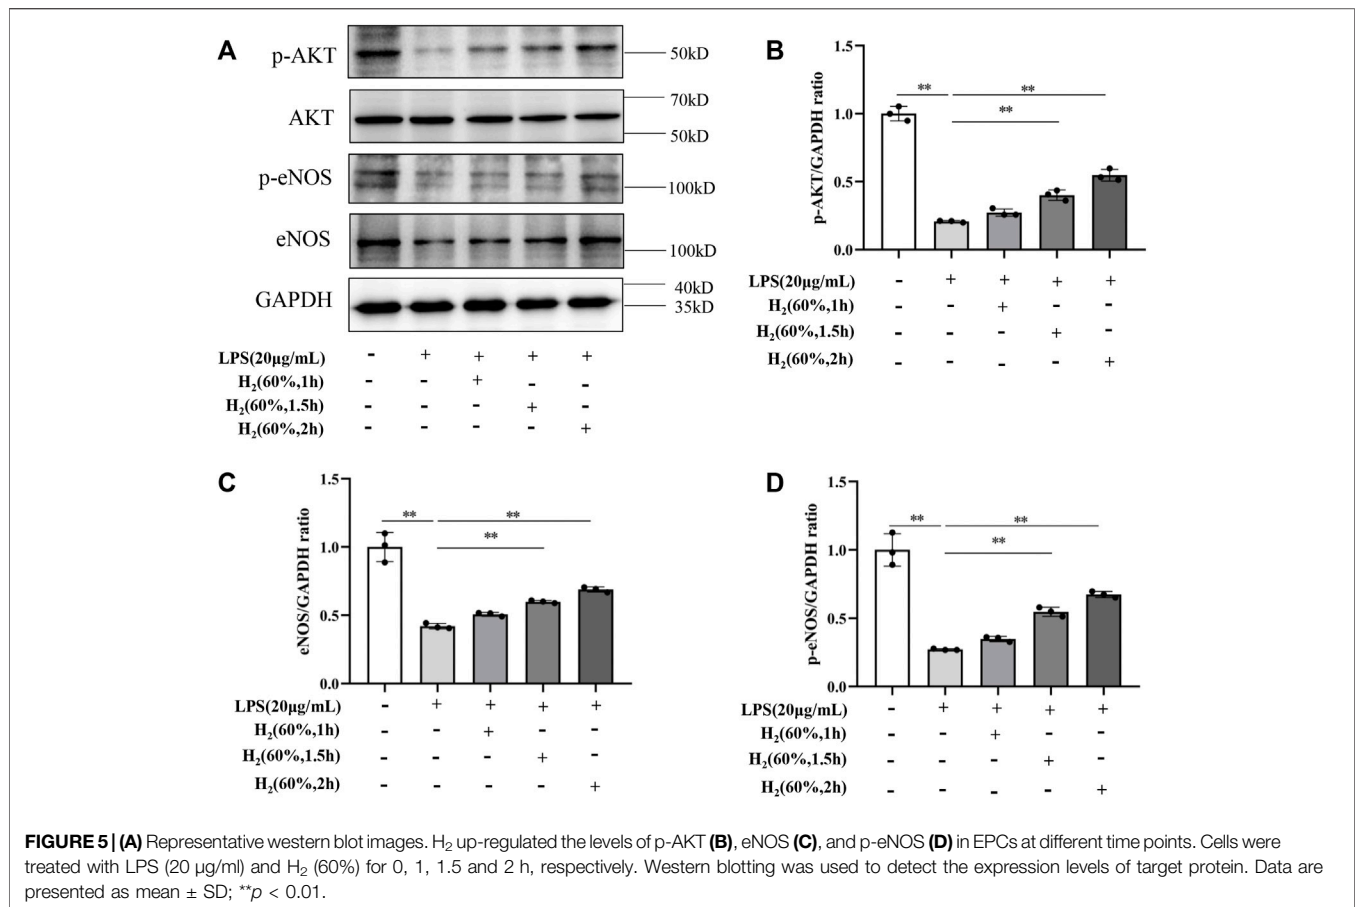 A
p-AKT
50kD
AKT
70kD
50kD
p-eNOS
100kD
eNOS
100kD
GAPDH
40kD
35kD
LPS(20μg/mL) - + + + +
H₂(60%,1h) - - + - -
H₂(60%,1.5h) - - - + -
H₂(60%,2h) - - - - +
B
p-AKT/GAPDH ratio
1.5
1.0
0.5
0.0
** **
**
LPS(20μg/mL) - + + + +
H₂(60%,1h) - - + - -
H₂(60%,1.5h) - - - + -
H₂(60%,2h) - - - - +
C
eNOS/GAPDH ratio
1.5
1.0
0.5
0.0
** **
**
LPS(20μg/mL) - + + + +
H₂(60%,1h) - - + - -
H₂(60%,1.5h) - - - + -
H₂(60%,2h) - - - - +
D
p-eNOS/GAPDH ratio
1.5
1.0
0.5
0.0
** **
**
LPS(20μg/mL) - + + + +
H₂(60%,1h) - - + - -
H₂(60%,1.5h) - - - + -
H₂(60%,2h) - - - - +
FIGURE 5 | (A) Representative western blot images. H₂ up-regulated the levels of p-AKT (B), eNOS (C), and p-eNOS (D) in EPCs at different time points. Cells were
treated with LPS (20 μg/ml) and H₂ (60%) for 0, 1, 1.5 and 2 h, respectively. Western blotting was used to detect the expression levels of target protein. Data are
presented as mean ± SD; **p < 0.01.